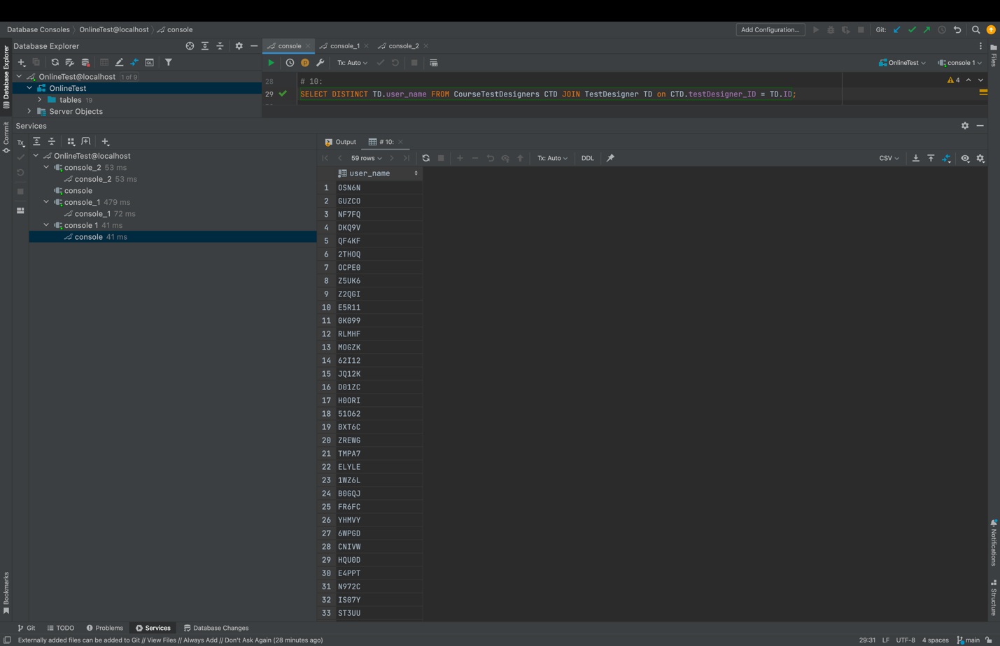 Database Consoles OnlineTest@localhost console Add Configuration... Git:
Database Explorer
console console_1 console_2
Tx: Auto OnlineTest console 1
OnlineTest@localhost 1 of 9
OnlineTest
tables 19
Server Objects
28 # 10:
29 SELECT DISTINCT TD.user_name FROM CourseTestDesigners CTD JOIN TestDesigner TD on CTD.testDesigner_ID = TD.ID;
4
Database Explorer
Commit
Bookmarks
Files
Notifications
Structure
Services
Tx
OnlineTest@localhost
console_2 53 ms
console_2 53 ms
console
console_1 479 ms
console_1 72 ms
console 1 41 ms
console 41 ms
Output # 10:
59 rows Tx: Auto DDL CSV
user_name
1 OSN6N
2 GUZCO
3 NF7FQ
4 DKQ9V
5 QF4KF
6 2THOQ
7 OCPE0
8 Z5UK6
9 Z2QGI
10 E5R11
11 0K099
12 RLMHF
13 MOGZK
14 62I12
15 JQ12K
16 D01ZC
17 H0ORI
18 51O62
19 BXT6C
20 ZREWG
21 TMPA7
22 ELYLE
23 1WZ6L
24 B0GQJ
25 FR6FC
26 YHMVY
27 6WPGD
28 CNIVW
29 HQU0D
30 E4PPT
31 N972C
32 IS07Y
33 ST3UU
Git TODO Problems Services Database Changes
Externally added files can be added to Git // View Files // Always Add // Don't Ask Again (28 minutes ago) 29:31 LF UTF-8 4 spaces main